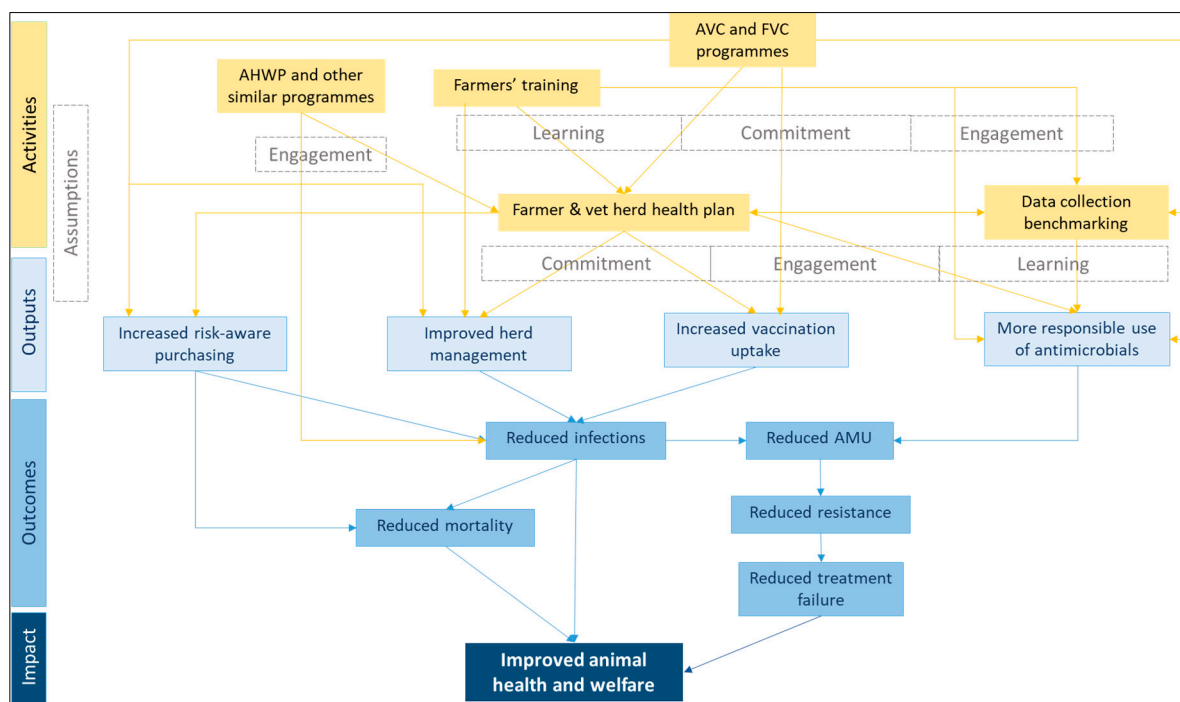 Activities
Assumptions
AVC and FVC
programmes
AHWP and other
similar programmes
Farmers' training
Learning
Commitment
Engagement
Engagement
Farmer & vet herd health plan
Data collection
benchmarking
Commitment
Engagement
Learning
Outputs
Increased risk-aware
purchasing
Improved herd
management
Increased vaccination
uptake
More responsible use
of antimicrobials
Outcomes
Reduced infections
Reduced AMU
Reduced mortality
Reduced resistance
Reduced treatment
failure
Impact
Improved animal
health and welfare